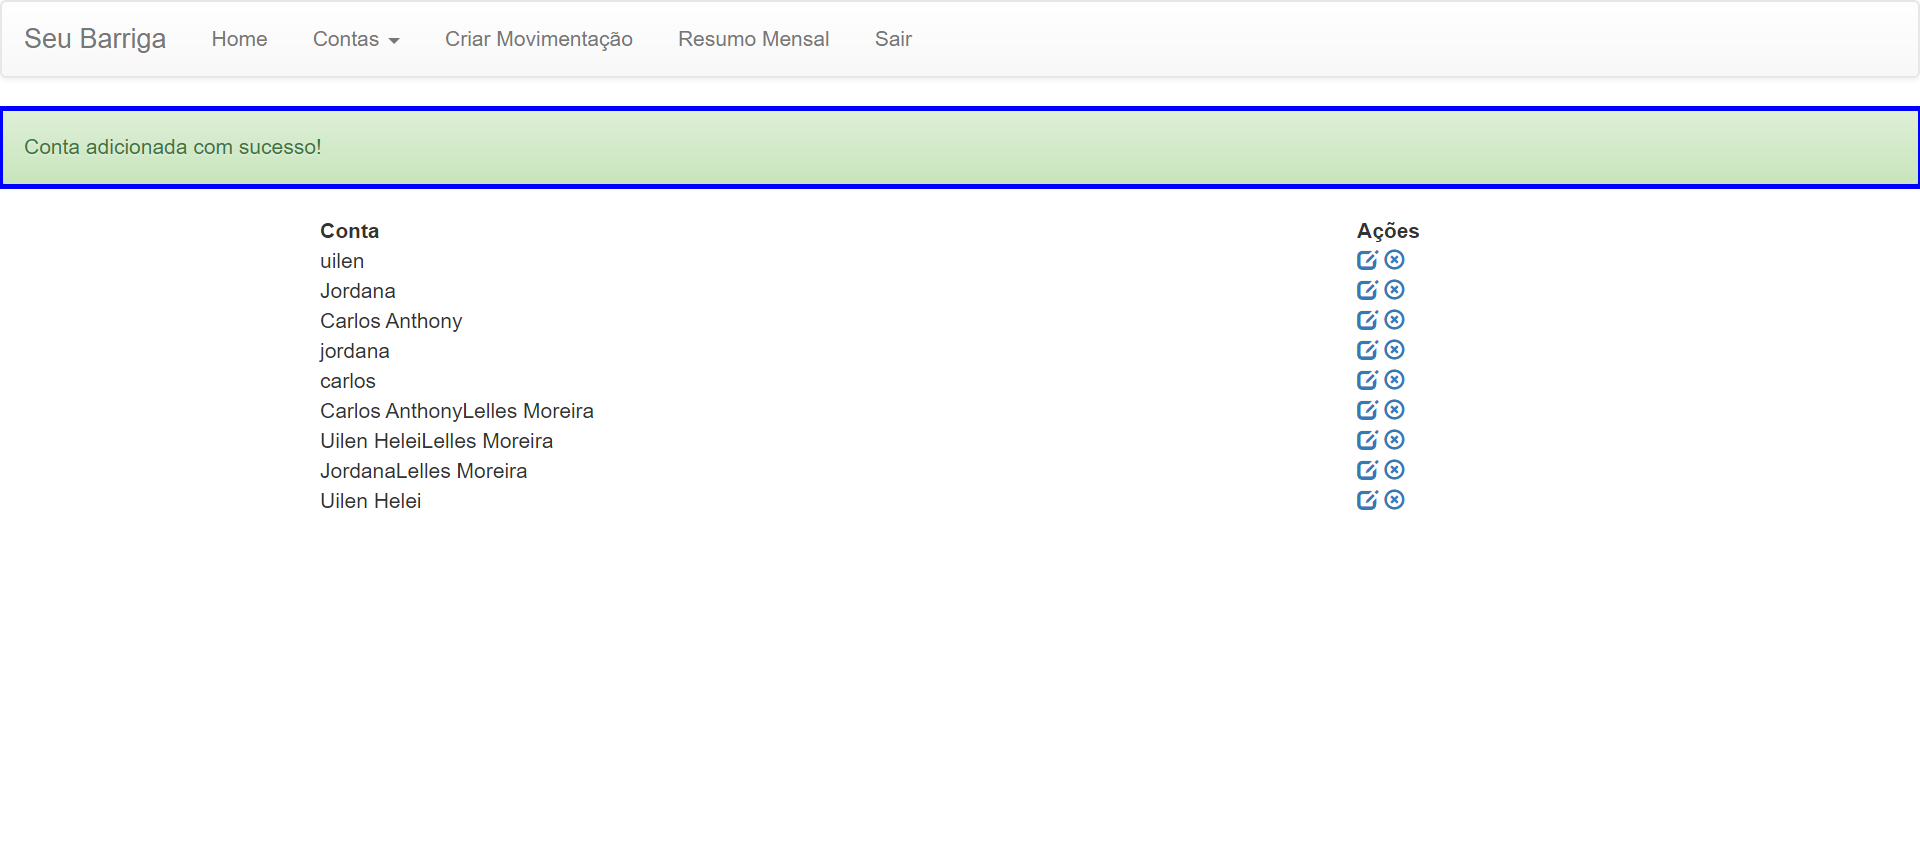 Seu Barriga Home Contas Criar Movimentação Resumo Mensal Sair
Conta adicionada com sucesso!
Conta Ações
uilen
Jordana
Carlos Anthony
jordana
carlos
Carlos AnthonyLelles Moreira
Uilen HeleiLelles Moreira
JordanaLelles Moreira
Uilen Helei